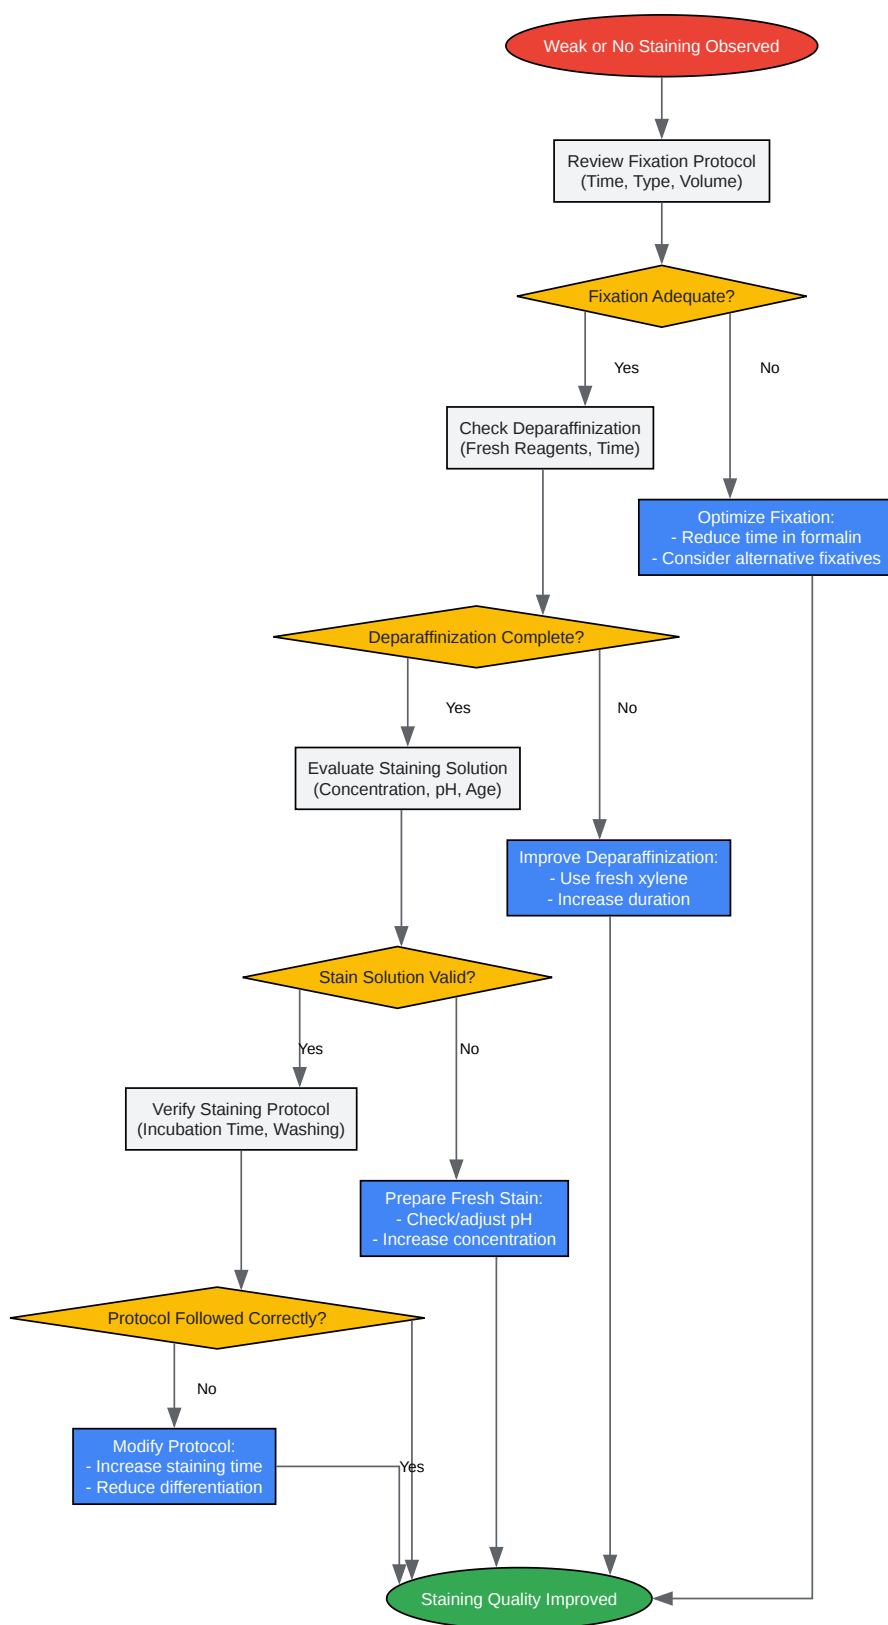 Weak or No Staining Observed
Review Fixation Protocol
(Time, Type, Volume)
Fixation Adequate?
Yes
No
Check Deparaffinization
(Fresh Reagents, Time)
Optimize Fixation:
- Reduce time in formalin
- Consider alternative fixatives
Deparaffinization Complete?
Yes
No
Evaluate Staining Solution
(Concentration, pH, Age)
Improve Deparaffinization:
- Use fresh xylene
- Increase duration
Stain Solution Valid?
Yes
No
Verify Staining Protocol
(Incubation Time, Washing)
Prepare Fresh Stain:
- Check/adjust pH
- Increase concentration
Protocol Followed Correctly?
No
Modify Protocol:
- Increase staining time
- Reduce differentiation
Yes
Staining Quality Improved